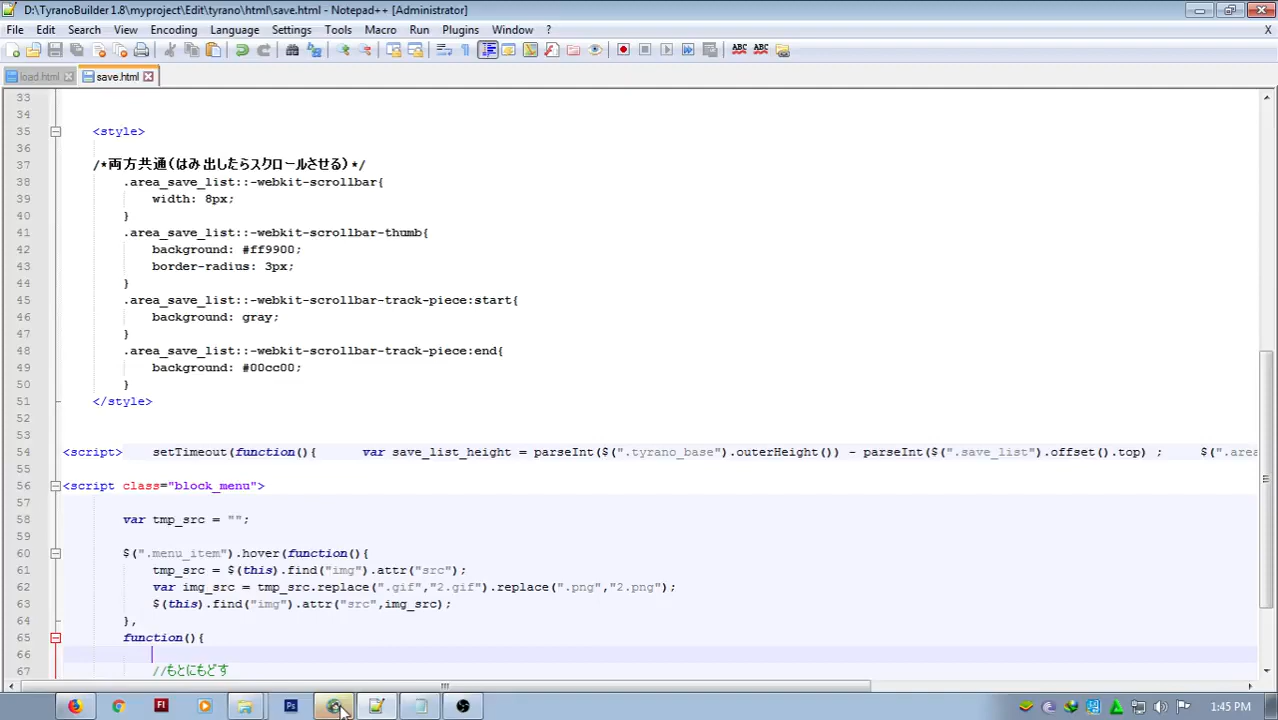 D:\TyranoBuilder 1.8\myproject\Edit\tyrano\html\save.html - Notepad++ [Administrator]
File Edit Search View Encoding Language Settings Tools Macro Run Plugins Window ? X
load.html save.html
33
34
35 <style>
36
37 /*両方共通(はみ出したらスクロールさせる)*/
38 .area_save_list::-webkit-scrollbar{
39 width: 8px;
40 }
41 .area_save_list::-webkit-scrollbar-thumb{
42 background: #ff9900;
43 border-radius: 3px;
44 }
45 .area_save_list::-webkit-scrollbar-track-piece:start{
46 background: gray;
47 }
48 .area_save_list::-webkit-scrollbar-track-piece:end{
49 background: #00cc00;
50 }
51 </style>
52
53
54 <script> setTimeout(function(){ var save_list_height = parseInt($(".tyrano_base").outerHeight()) - parseInt($(".save_list").offset().top) ; $(".area
55
56 <script class="block_menu">
57
58 var tmp_src = "";
59
60 $(".menu_item").hover(function(){
61 tmp_src = $(this).find("img").attr("src");
62 var img_src = tmp_src.replace(".gif","2.gif").replace(".png","2.png");
63 $(this).find("img").attr("src",img_src);
64 },
65 function(){
66
67 //もとにもどす
ABC ABC
Fl Ps 1:45 PM